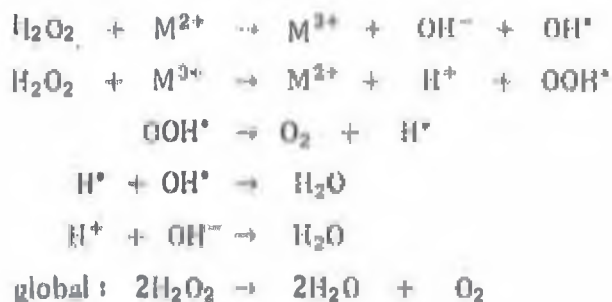 H₂O₂ + M²⁺ → M³⁺ + OH⁻ + OH•
H₂O₂ + M³⁺ → M²⁺ + H⁺ + OOH•
OOH• → O₂ + H•
H• + OH• → H₂O
H⁺ + OH⁻ → H₂O
global : 2H₂O₂ → 2H₂O + O₂